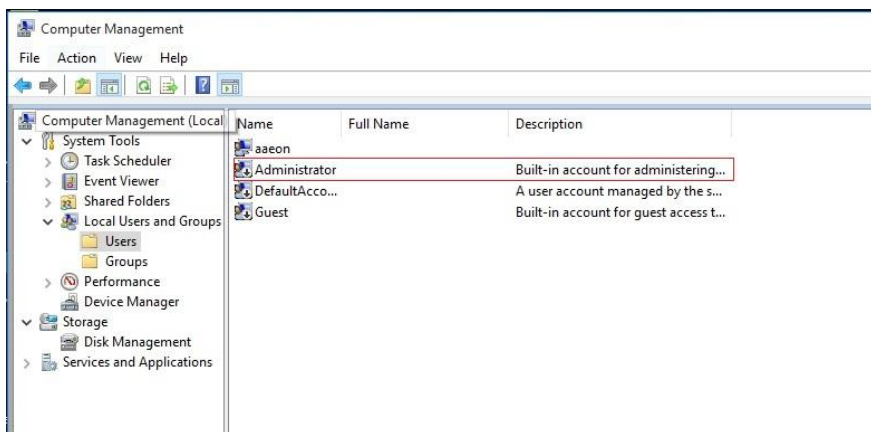 Computer Management
File Action View Help
Computer Management (Local
System Tools
Task Scheduler
Event Viewer
Shared Folders
Local Users and Groups
Users
Groups
Performance
Device Manager
Storage
Disk Management
Services and Applications
Name Full Name Description
aaeon
Administrator Built-in account for administering...
DefaultAcco... A user account managed by the s...
Guest Built-in account for guest access t...